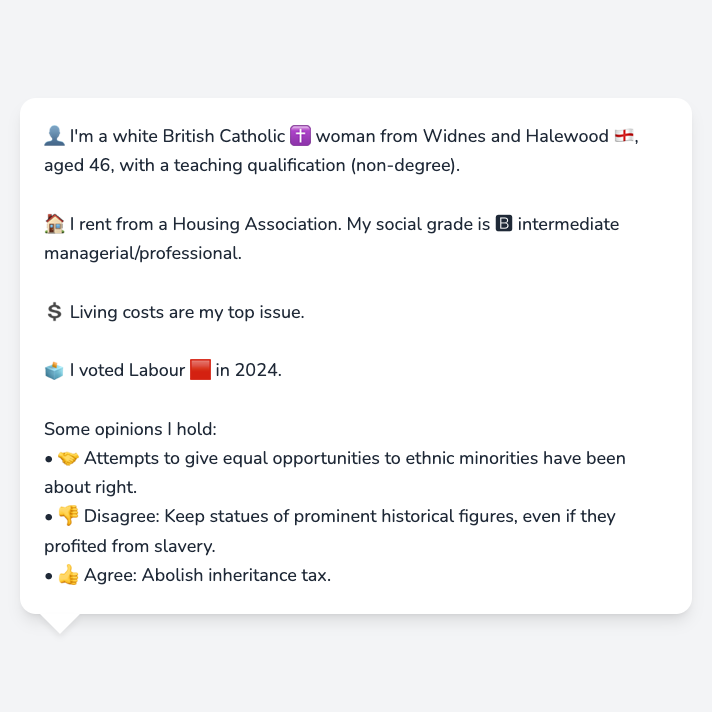 👤 I'm a white British Catholic ✝️ woman from Widnes and Halewood 🏴󠁧󠁢󠁥󠁮󠁧󠁿,
aged 46, with a teaching qualification (non-degree).
🏠 I rent from a Housing Association. My social grade is 🅱 intermediate
managerial/professional.
💲 Living costs are my top issue.
🗳️ I voted Labour 🟥 in 2024.
Some opinions I hold:
• 🤝 Attempts to give equal opportunities to ethnic minorities have been
about right.
• 👎 Disagree: Keep statues of prominent historical figures, even if they
profited from slavery.
• 👍 Agree: Abolish inheritance tax.